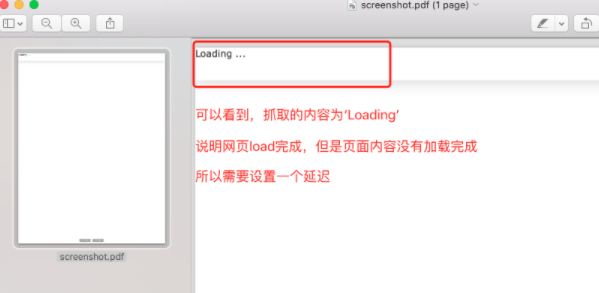 screenshot.pdf (1 page)
Loading ...
可以看到，抓取的内容为‘Loading’
说明网页load完成，但是页面内容没有加载完成
所以需要设置一个延迟
screenshot.pdf